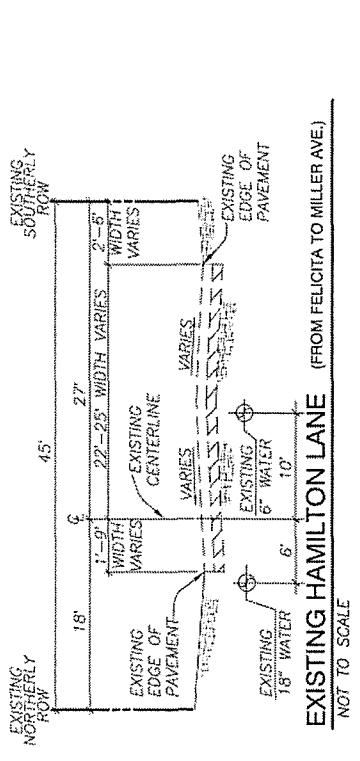 EXISTING
NORTHERLY
ROW
EXISTING
SOUTHERLY
ROW
45'
18'
℄
27'
1'-9'
WIDTH
VARIES
22'-25' WIDTH VARIES
2'-5'
WIDTH
VARIES
EXISTING
CENTERLINE
EXISTING
EDGE OF
PAVEMENT
VARIES
VARIES
EXISTING
EDGE OF
PAVEMENT
EXISTING
18" WATER
6'
EXISTING
6" WATER
10'
EXISTING HAMILTON LANE (FROM FELICITA TO MILLER AVE.)
NOT TO SCALE